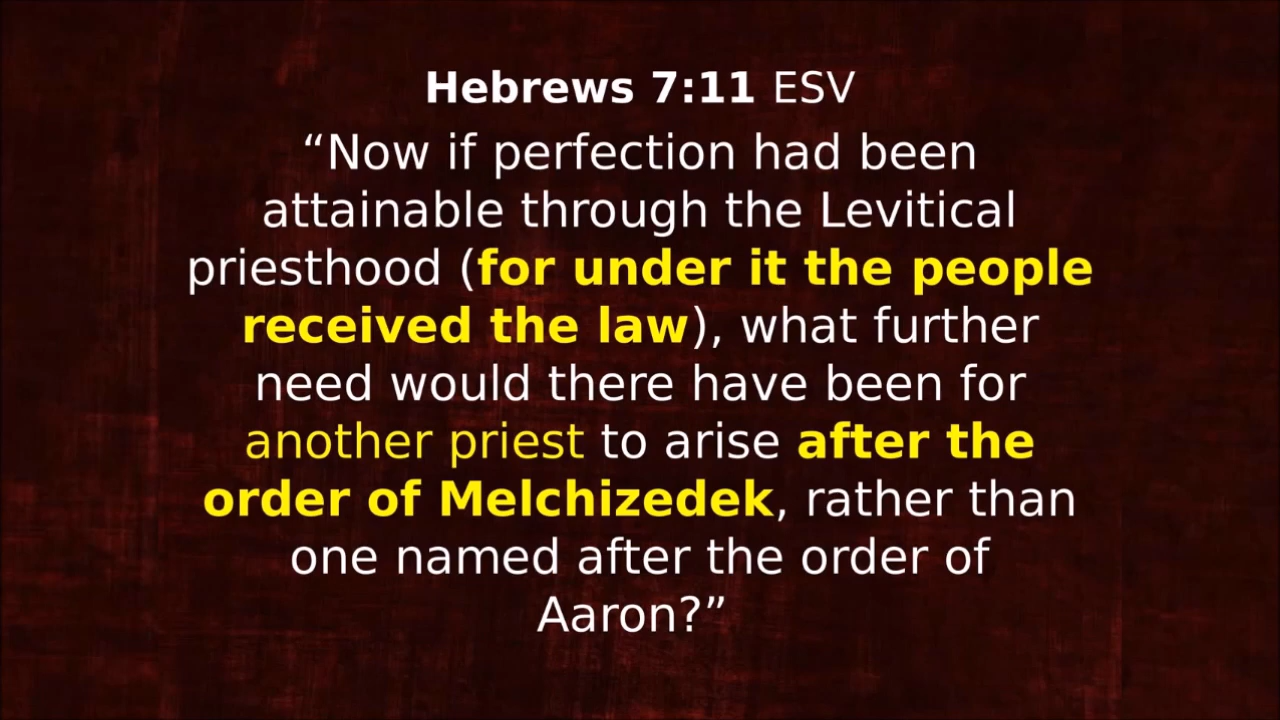 Hebrews 7:11 ESV
“Now if perfection had been
attainable through the Levitical
priesthood (for under it the people
received the law), what further
need would there have been for
another priest to arise after the
order of Melchizedek, rather than
one named after the order of
Aaron?”